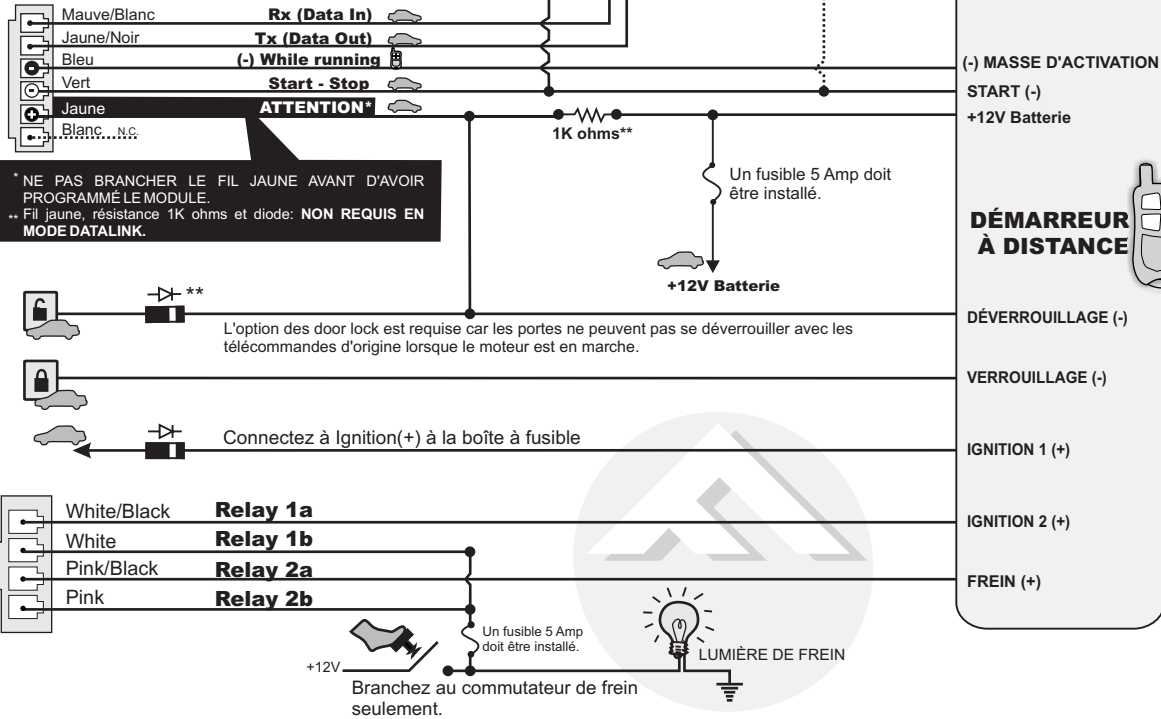 Mauve/Blanc Rx (Data In)
Jaune/Noir Tx (Data Out)
Bleu (-) While running
Vert Start - Stop
Jaune ATTENTION*
Blanc N.C.
(-) MASSE D'ACTIVATION
START (-)
+12V Batterie
1K ohms**
* NE PAS BRANCHER LE FIL JAUNE AVANT D'AVOIR
PROGRAMMÉ LE MODULE.
** Fil jaune, résistance 1K ohms et diode: NON REQUIS EN
MODE DATALINK.
Un fusible 5 Amp doit
être installé.
+12V Batterie
DÉMARREUR
À DISTANCE
**
L'option des door lock est requise car les portes ne peuvent pas se déverrouiller avec les
télécommandes d'origine lorsque le moteur est en marche.
DÉVERROUILLAGE (-)
VERROUILLAGE (-)
Connectez à Ignition(+) à la boîte à fusible
IGNITION 1 (+)
White/Black Relay 1a
White Relay 1b
Pink/Black Relay 2a
Pink Relay 2b
IGNITION 2 (+)
FREIN (+)
Un fusible 5 Amp
doit être installé.
LUMIÈRE DE FREIN
+12V
Branchez au commutateur de frein
seulement.